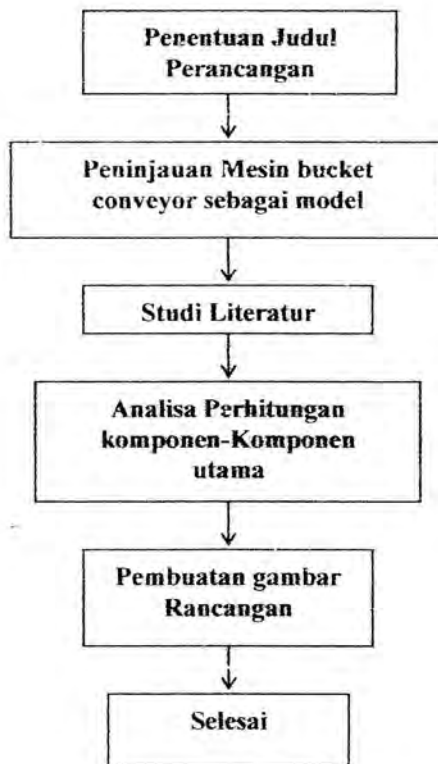 Penentuan Judul
Perancangan
Peninjauan Mesin bucket
conveyor sebagai model
Studi Literatur
Analisa Perhitungan
komponen-Komponen
utama
Pembuatan gambar
Rancangan
Selesai